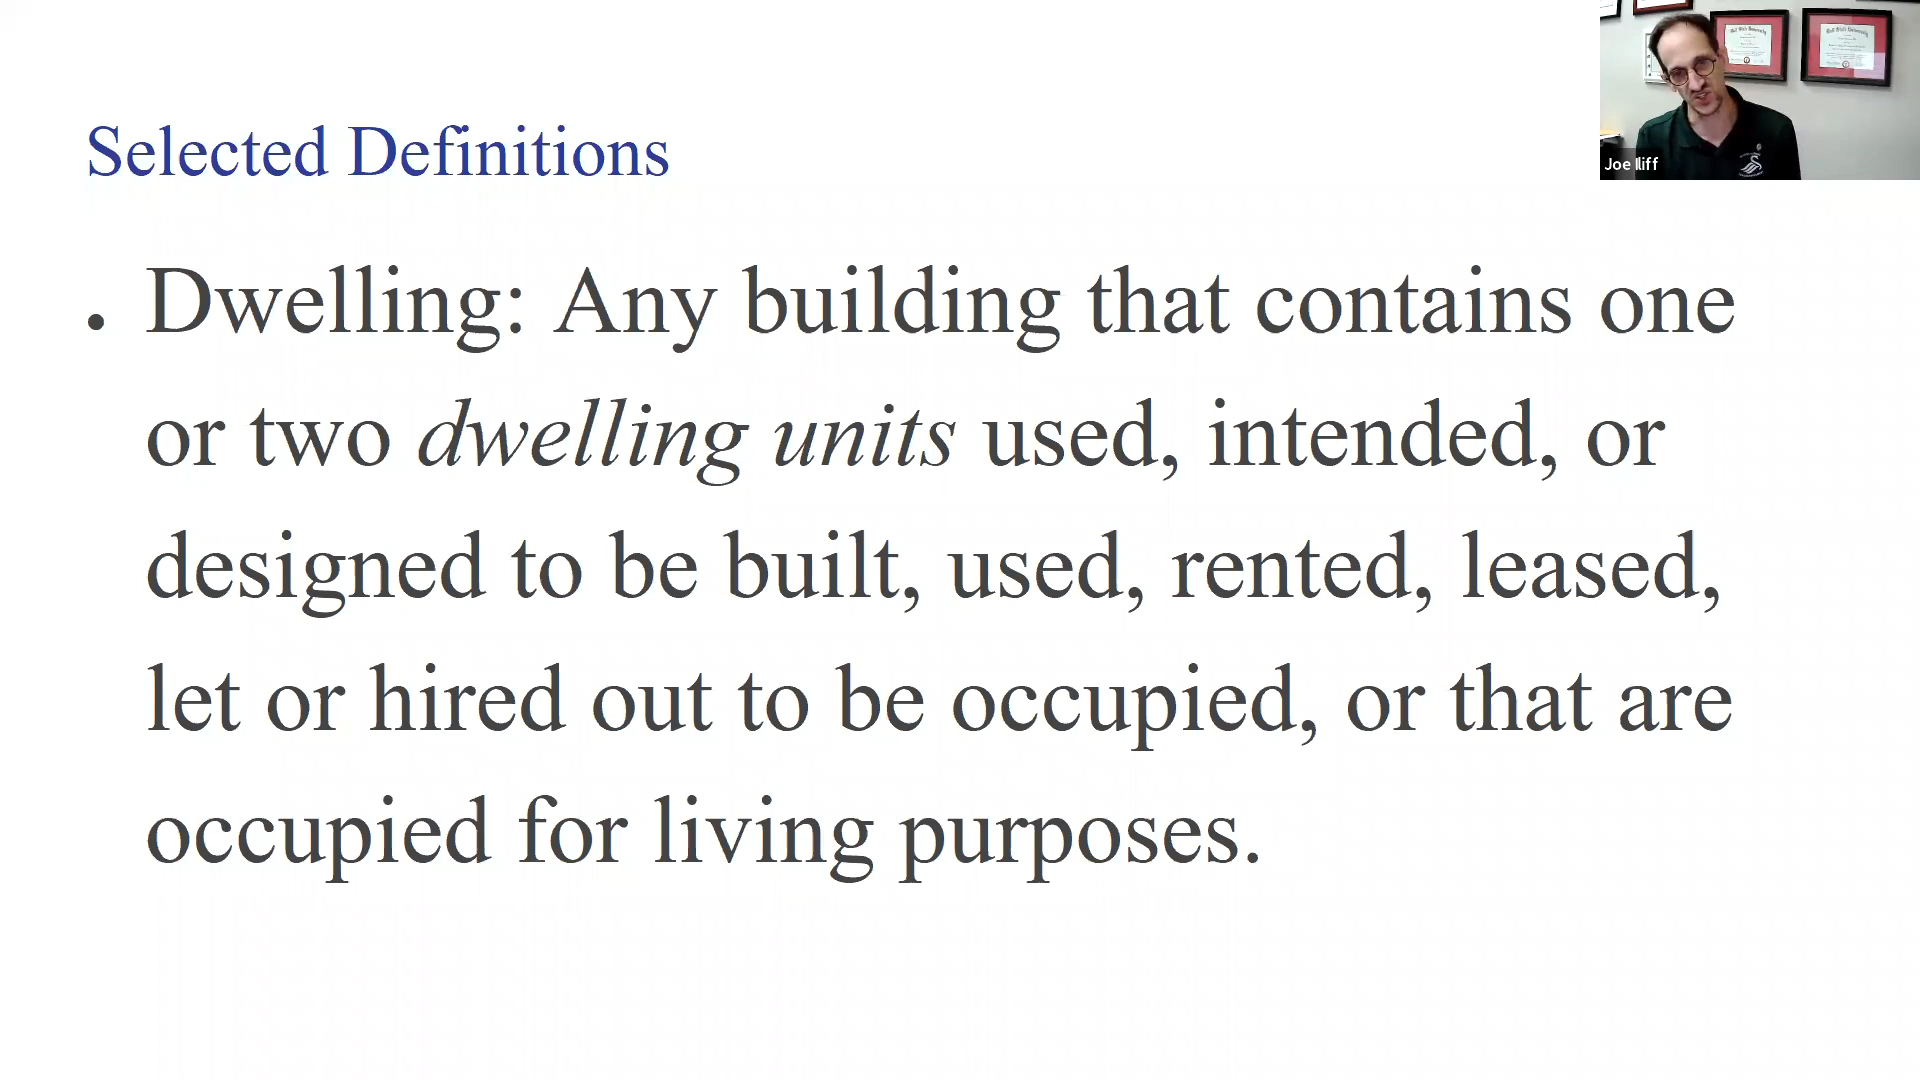 Selected Definitions
• Dwelling: Any building that contains one
or two dwelling units used, intended, or
designed to be built, used, rented, leased,
let or hired out to be occupied, or that are
occupied for living purposes.
Joe Iliff